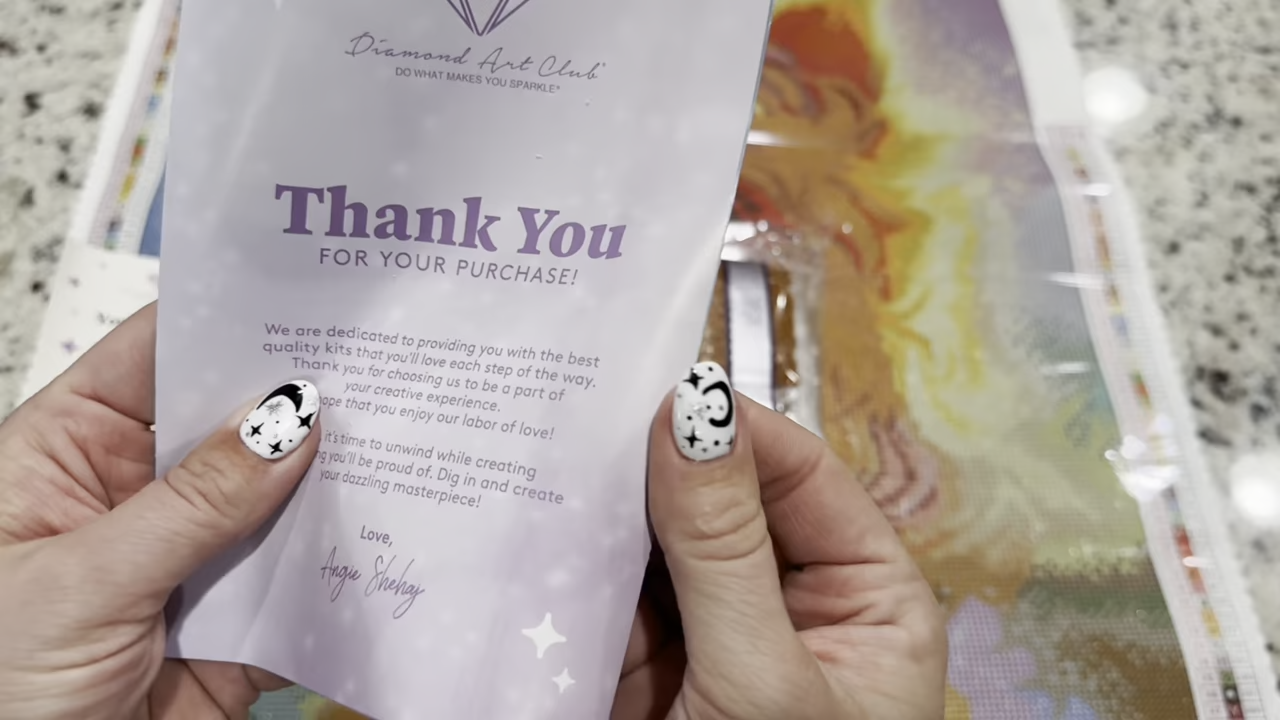 Diamond Art Club
DO WHAT MAKES YOU SPARKLE
Thank You
FOR YOUR PURCHASE!
We are dedicated to providing you with the best
quality kits that you'll love each step of the way.
Thank you for choosing us to be a part of
your creative experience.
that you enjoy our labor of love!
it's time to unwind while creating
you'll be proud of. Dig in and create
your dazzling masterpiece!
Love,
Angie Shehaj